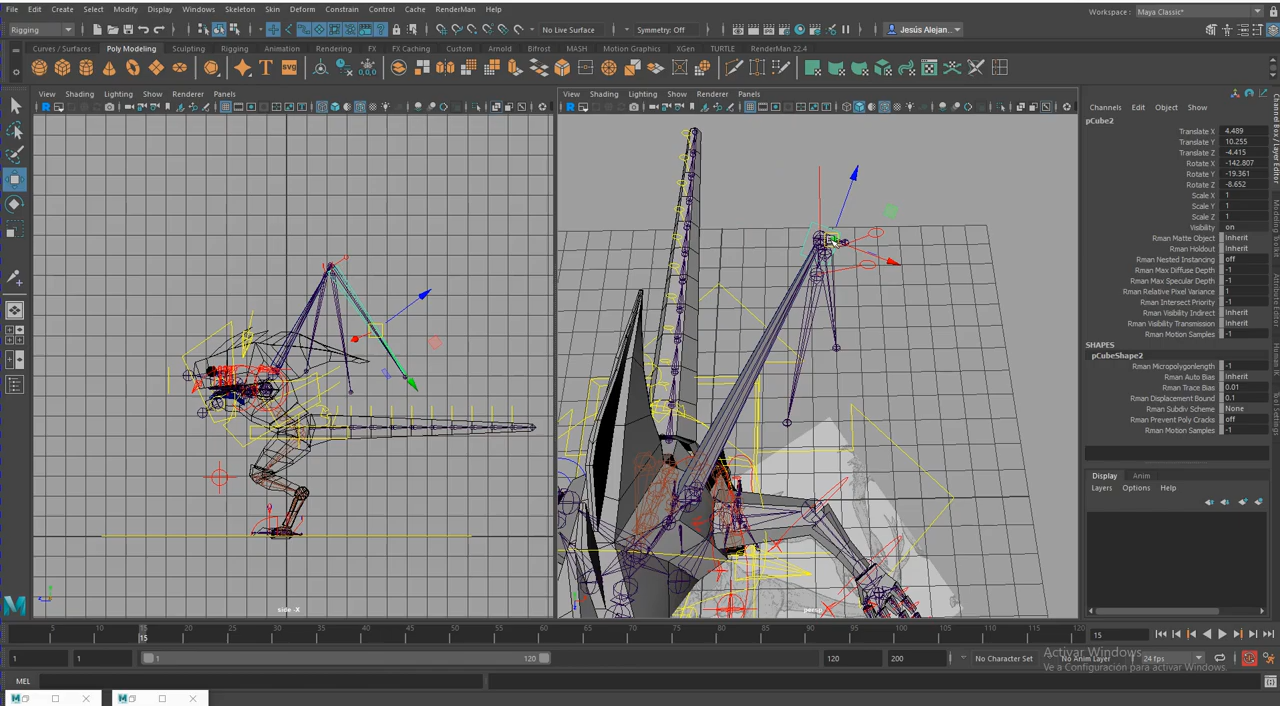 File Edit Create Select Modify Display Windows Skeleton Skin Deform Constrain Control Cache RenderMan Help
Workspace : Maya Classic*
Rigging No Live Surface Symmetry: Off Jesús Alejan...
Curves / Surfaces Poly Modeling Sculpting Rigging Animation Rendering FX FX Caching Custom Arnold Bifrost MASH Motion Graphics XGen TURTLE RenderMan 22.4
View Shading Lighting Show Renderer Panels
View Shading Lighting Show Renderer Panels
Channels Edit Object Show
pCube2
Translate X 4.489
Translate Y 10.255
Translate Z -4.415
Rotate X -142.807
Rotate Y -19.361
Rotate Z -8.652
Scale X 1
Scale Y 1
Scale Z 1
Visibility on
Rman Matte Object Inherit
Rman Holdout Inherit
Rman Nested Instancing off
Rman Max Diffuse Depth -1
Rman Max Specular Depth -1
Rman Relative Pixel Variance 1
Rman Intersect Priority -1
Rman Visibility Indirect Inherit
Rman Visibility Transmission Inherit
Rman Motion Samples -1
SHAPES
pCubeShape2
Rman Micropolygonlength -1
Rman Auto Bias Inherit
Rman Trace Bias 0.01
Rman Displacement Bound 0.1
Rman Subdiv Scheme None
Rman Prevent Poly Cracks off
Rman Motion Samples -1
Display Anim
Layers Options Help
Channel Box / Layer Editor
Modeling Toolkit
Attribute Editor
Tool Settings
side -X
persp
5 10 15 20 25 30 35 40 45 50 55 60 65 70 75 80 85 90 95 100 105 110 115 120
15
15
1 1 1 120 120 200 No Character Set No Anim Layer 24 fps
Activar Windows
Ve a Configuración para activar Windows.
MEL